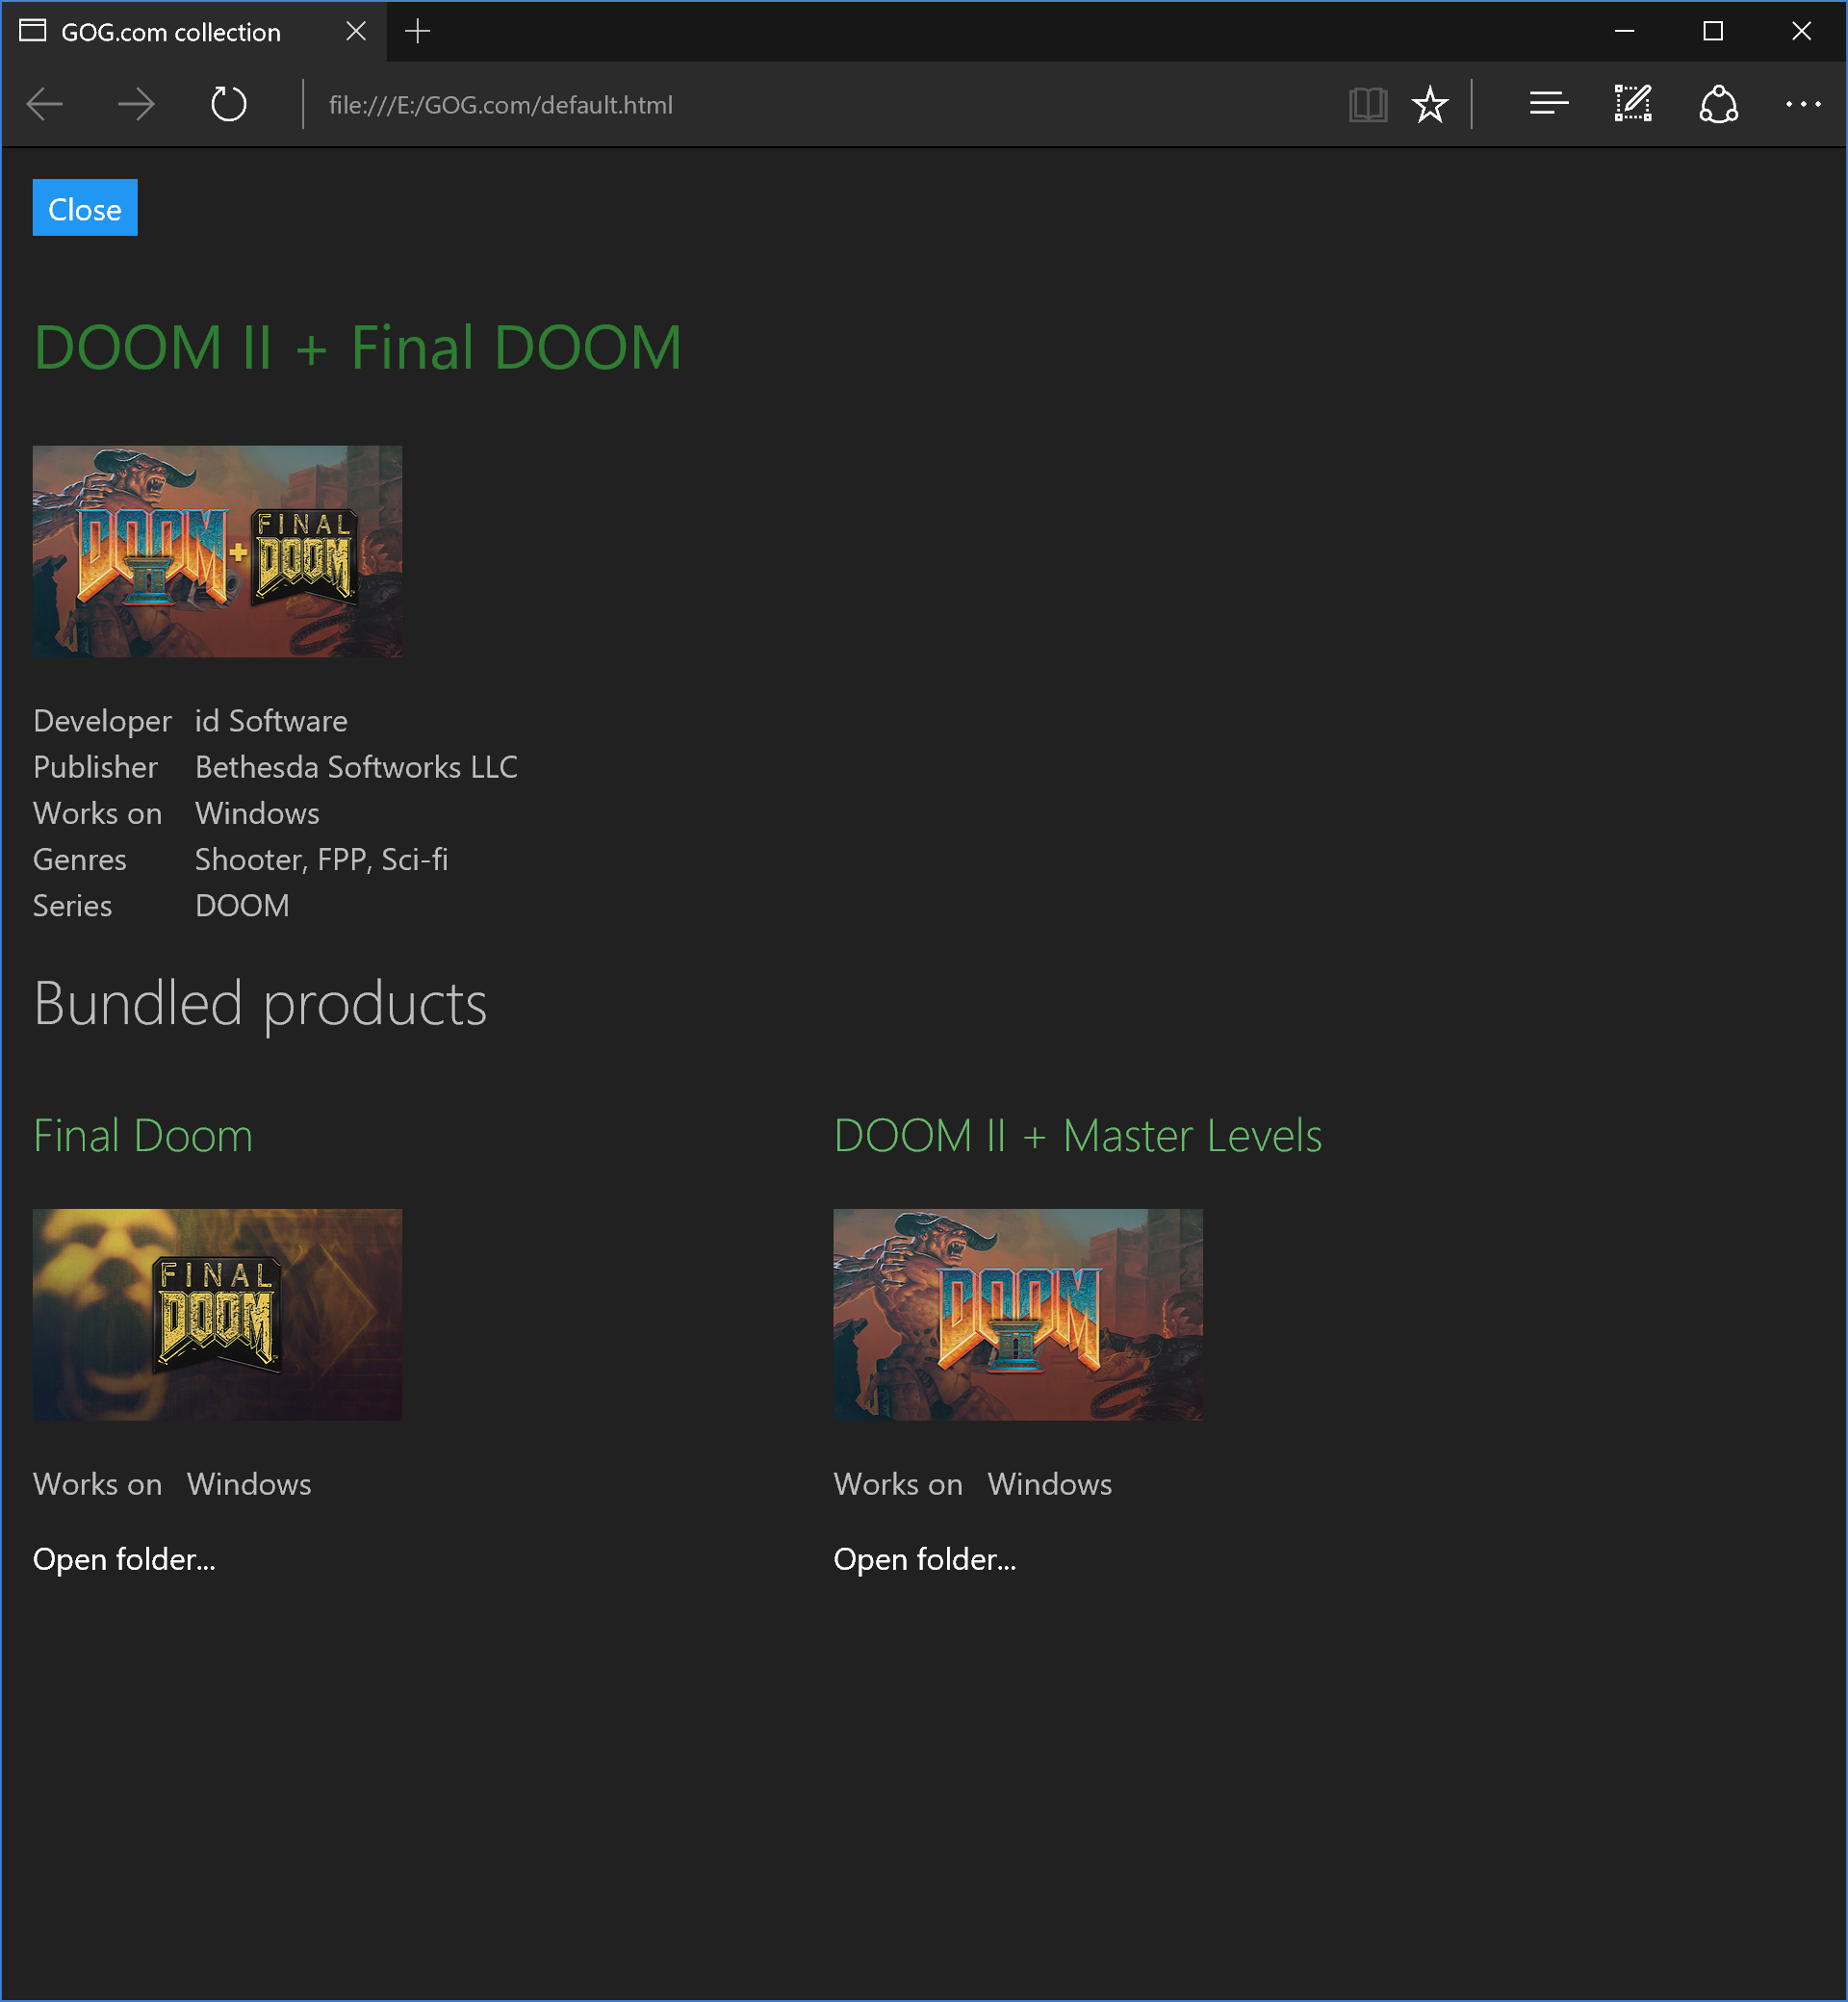 GOG.com collection
file:///E:/GOG.com/default.html
Close
DOOM II + Final DOOM
DOOM II + FINAL DOOM
Developer id Software
Publisher Bethesda Softworks LLC
Works on Windows
Genres Shooter, FPP, Sci-fi
Series DOOM
Bundled products
Final Doom
DOOM II + Master Levels
FINAL DOOM
DOOM II
Works on Windows
Works on Windows
Open folder...
Open folder...